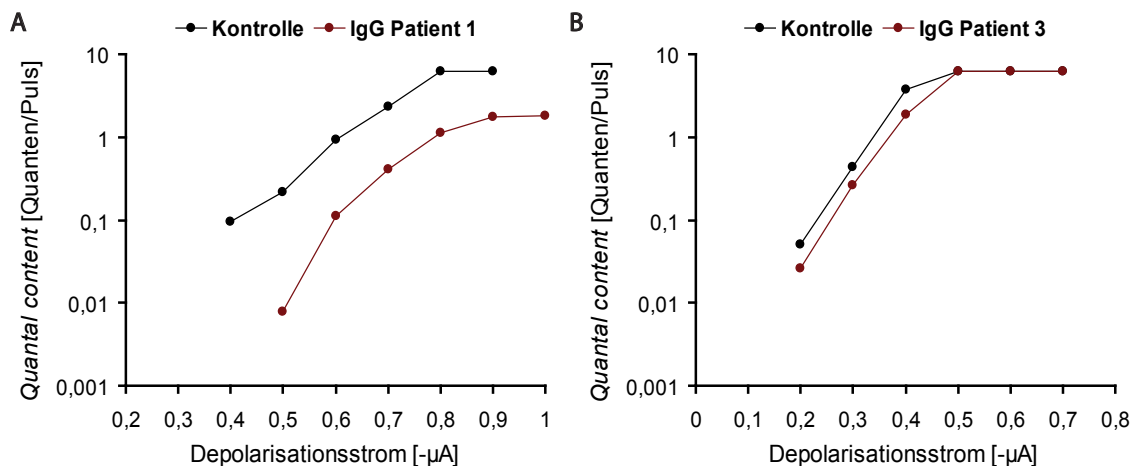 A
Kontrolle IgG Patient 1
Quantal content [Quanten/Puls]
10
1
0,1
0,01
0,001
0,2 0,3 0,4 0,5 0,6 0,7 0,8 0,9 1
Depolarisationsstrom [-µA]
B
Kontrolle IgG Patient 3
Quantal content [Quanten/Puls]
10
1
0,1
0,01
0,001
0 0,1 0,2 0,3 0,4 0,5 0,6 0,7 0,8
Depolarisationsstrom [-µA]